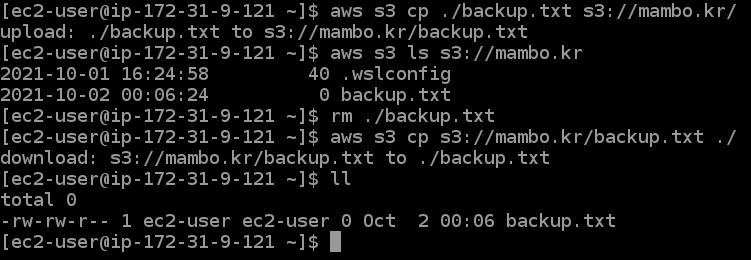 [ec2-user@ip-172-31-9-121 ~]$ aws s3 cp ./backup.txt s3://mambo.kr/
upload: ./backup.txt to s3://mambo.kr/backup.txt
[ec2-user@ip-172-31-9-121 ~]$ aws s3 ls s3://mambo.kr
2021-10-01 16:24:58         40 .wslconfig
2021-10-02 00:06:24          0 backup.txt
[ec2-user@ip-172-31-9-121 ~]$ rm ./backup.txt
[ec2-user@ip-172-31-9-121 ~]$ aws s3 cp s3://mambo.kr/backup.txt ./
download: s3://mambo.kr/backup.txt to ./backup.txt
[ec2-user@ip-172-31-9-121 ~]$ ll
total 0
-rw-rw-r-- 1 ec2-user ec2-user 0 Oct  2 00:06 backup.txt
[ec2-user@ip-172-31-9-121 ~]$